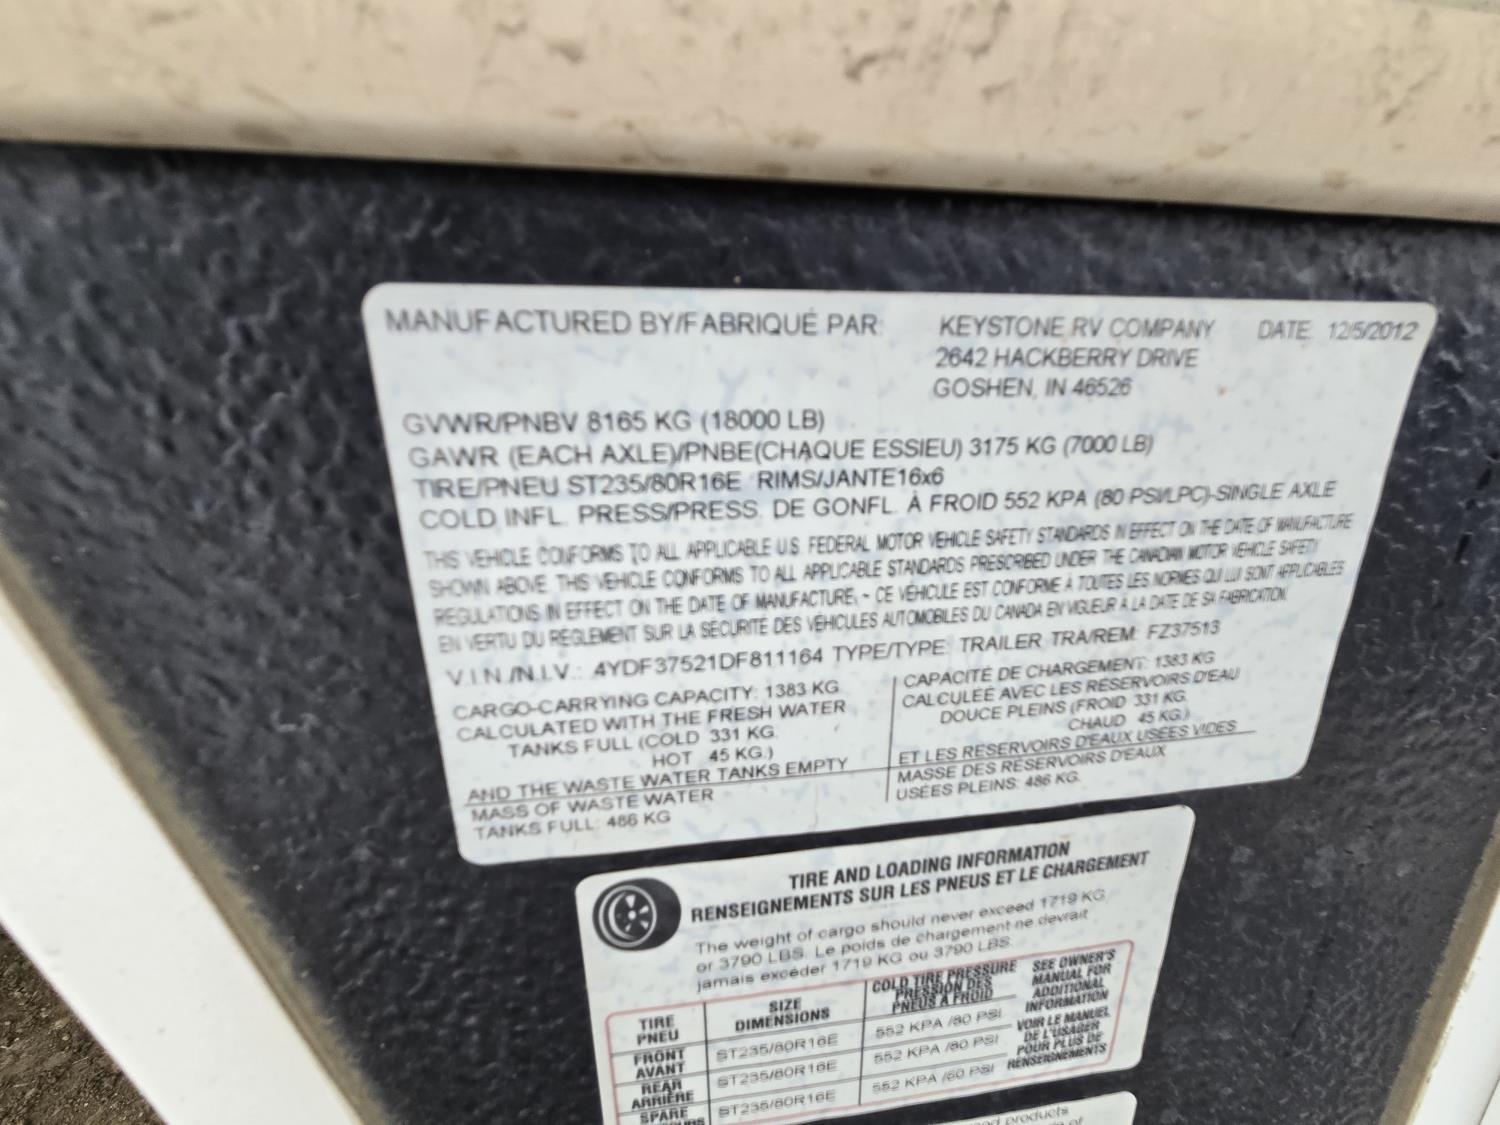 MANUFACTURED BY/FABRIQUÉ PAR: KEYSTONE RV COMPANY DATE: 12/5/2012
2642 HACKBERRY DRIVE
GOSHEN, IN 46526
GVWR/PNBV 8165 KG (18000 LB)
GAWR (EACH AXLE)/PNBE(CHAQUE ESSIEU) 3175 KG (7000 LB)
TIRE/PNEU ST235/80R16E RIMS/JANTE16x6
COLD INFL. PRESS/PRESS. DE GONFL. À FROID 552 KPA (80 PSI/LPC)-SINGLE AXLE
THIS VEHICLE CONFORMS TO ALL APPLICABLE U.S. FEDERAL MOTOR VEHICLE SAFETY STANDARDS IN EFFECT ON THE DATE OF MANUFACTURE
SHOWN ABOVE. THIS VEHICLE CONFORMS TO ALL APPLICABLE STANDARDS PRESCRIBED UNDER THE CANADIAN MOTOR VEHICLE SAFETY
REGULATIONS IN EFFECT ON THE DATE OF MANUFACTURE. - CE VÉHICULE EST CONFORME À TOUTES LES NORMES QUI LUI SONT APPLICABLES
EN VERTU DU RÉGLEMENT SUR LA SÉCURITÉ DES VÉHICULES AUTOMOBILES DU CANADA EN VIGUEUR À LA DATE DE SA FABRICATION.
V.I.N./N.I.V.: 4YDF37521DF811164 TYPE/TYPE: TRAILER TRA/REM: FZ37513
CARGO-CARRYING CAPACITY: 1383 KG
CALCULATED WITH THE FRESH WATER
TANKS FULL (COLD 331 KG.
HOT 45 KG.)
AND THE WASTE WATER TANKS EMPTY
MASS OF WASTE WATER
TANKS FULL: 486 KG
CAPACITÉ DE CHARGEMENT: 1383 KG
CALCULÉE AVEC LES RÉSERVOIRS D'EAU
DOUCE PLEINS (FROID 331 KG.
CHAUD 45 KG.)
ET LES RÉSERVOIRS D'EAUX USÉES VIDES
MASSE DES RÉSERVOIRS D'EAUX
USÉES PLEINS: 486 KG.
TIRE AND LOADING INFORMATION
RENSEIGNEMENTS SUR LES PNEUS ET LE CHARGEMENT
The weight of cargo should never exceed 1719 KG
or 3790 LBS. Le poids de chargement ne devrait
jamais excéder 1719 KG ou 3790 LBS.
TIRE
PNEU
SIZE
DIMENSIONS
COLD TIRE PRESSURE
PRESSION DES
PNEUS A FROID
SEE OWNER'S
MANUAL FOR
ADDITIONAL
INFORMATION
VOIR LE MANUEL
DE L'USAGER
POUR PLUS DE
RENSEIGNEMENTS
FRONT
AVANT
ST235/80R16E
552 KPA /80 PSI
REAR
ARRIÈRE
ST235/80R16E
552 KPA /80 PSI
SPARE
ST235/80R16E
552 KPA /80 PSI
products